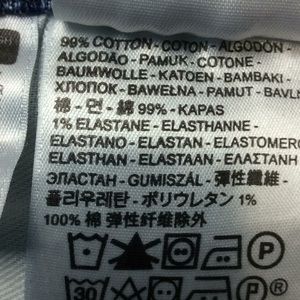 99% COTTON - COTON - ALGODÓN -
ALGODÃO - PAMUK - COTONE -
BAUMWOLLE - KATOEN - BAMBAKI -
ХЛОПОК - BAWEŁNA - PAMUT - BAVLN
棉 - 면 - 綿 99% - KAPAS
1% ELASTANE - ELASTHANNE -
ELASTANO - ELASTAN - ELASTOMER
ELASTHAN - ELASTAAN - ΕΛΑΣΤΑΝΗ
ЭЛАСТАН - GUMISZÁL - 彈性纖維 -
폴리우레탄 - ポリウレタン 1%
100% 棉 弹性纤维除外
P
30
P